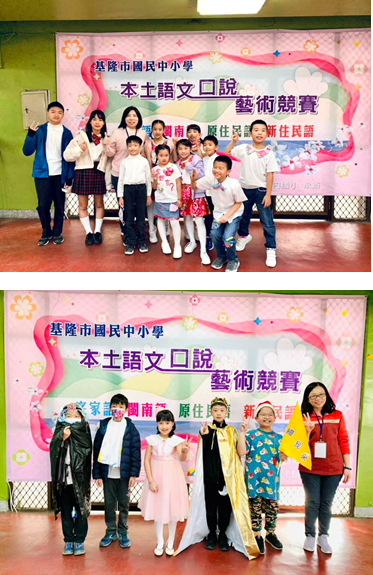 基隆市國民中小學
本土語文口說
藝術競賽
閩南語 原住民語 新住民語
基隆市國民中小學
本土語文口說
藝術競賽
客家語 閩南語 原住民語 新住民語